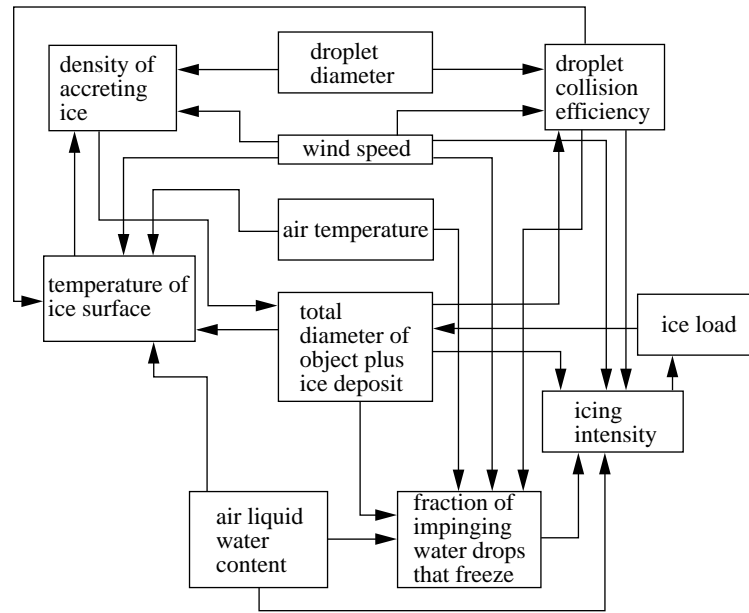 droplet
diameter
density of
accreting
ice
droplet
collision
efficiency
wind speed
air temperature
temperature of
ice surface
total
diameter of
object plus
ice deposit
ice load
icing
intensity
air liquid
water
content
fraction of
impinging
water drops
that freeze